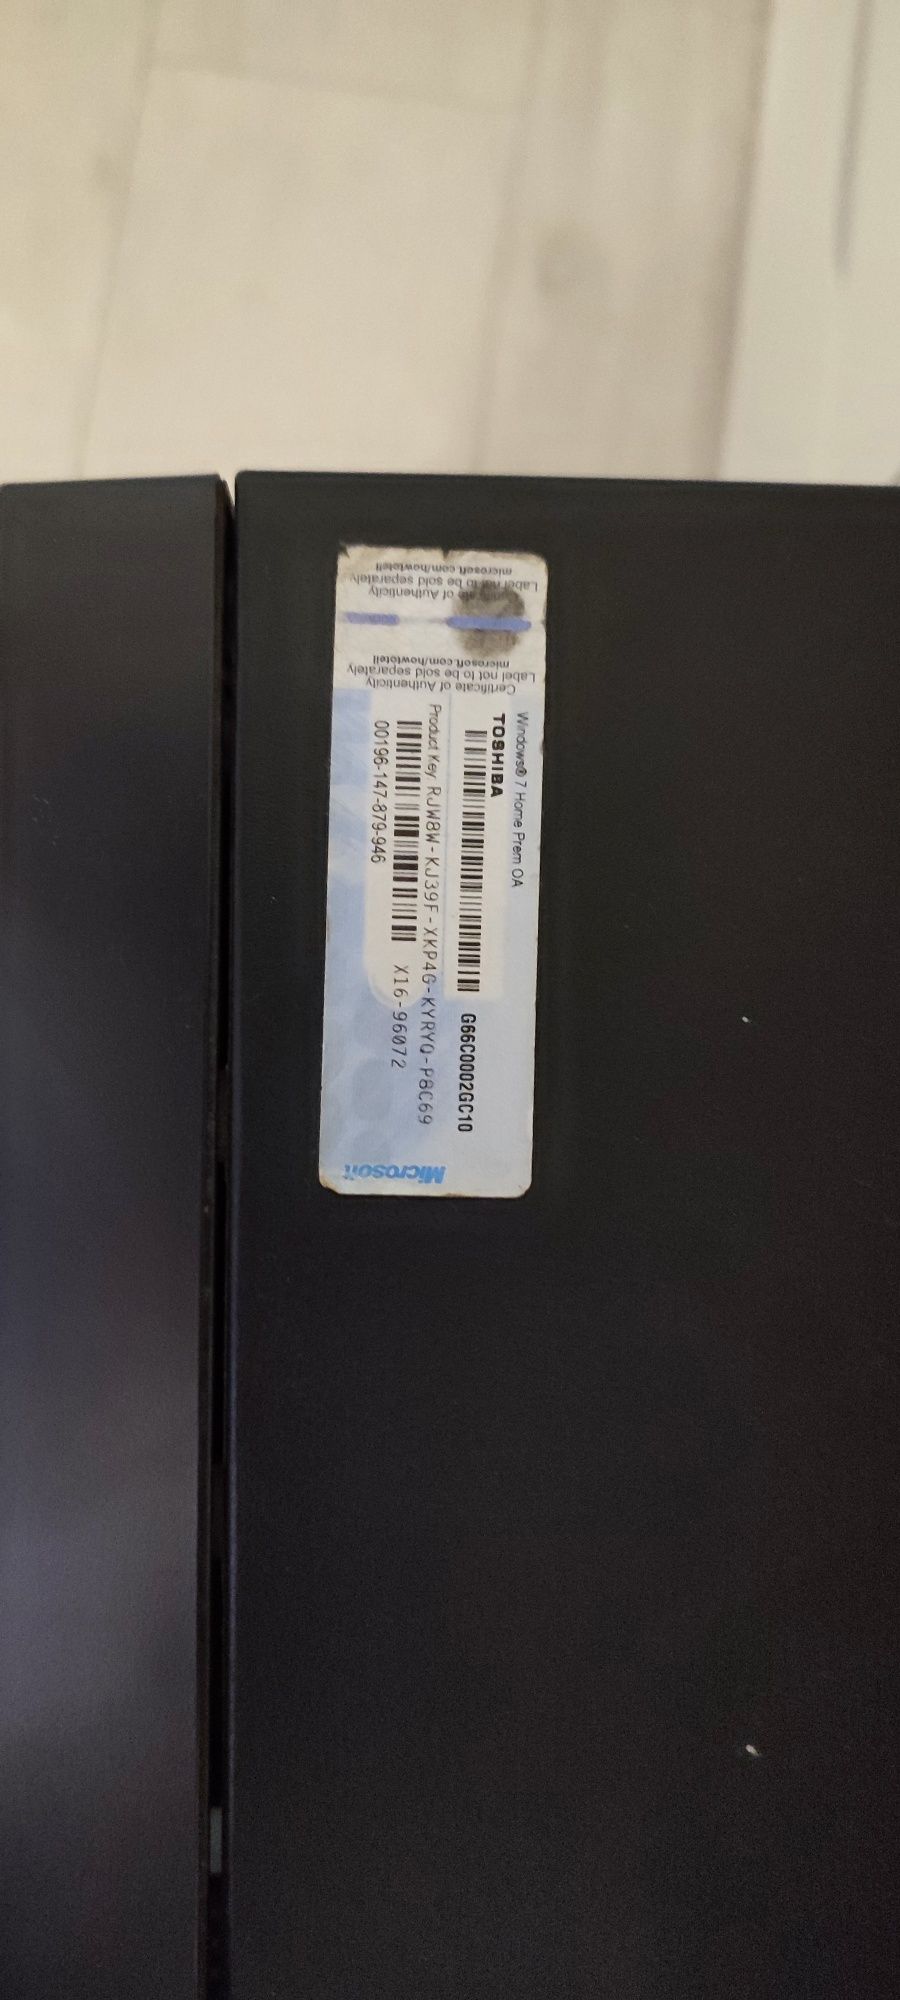 Windows® 7 Home Prem OA
TOSHIBA
G66C0002GC10
Product Key: RJW8W-KJ39F-XKP4G-KYRYQ-P8C69
X16-96072
00196-147-879-946
Certificate of Authenticity
Label not to be sold separately
microsoft.com/howtotell
of Authenticity
Label not to be sold separately
microsoft.com/howtotell
Microsoft